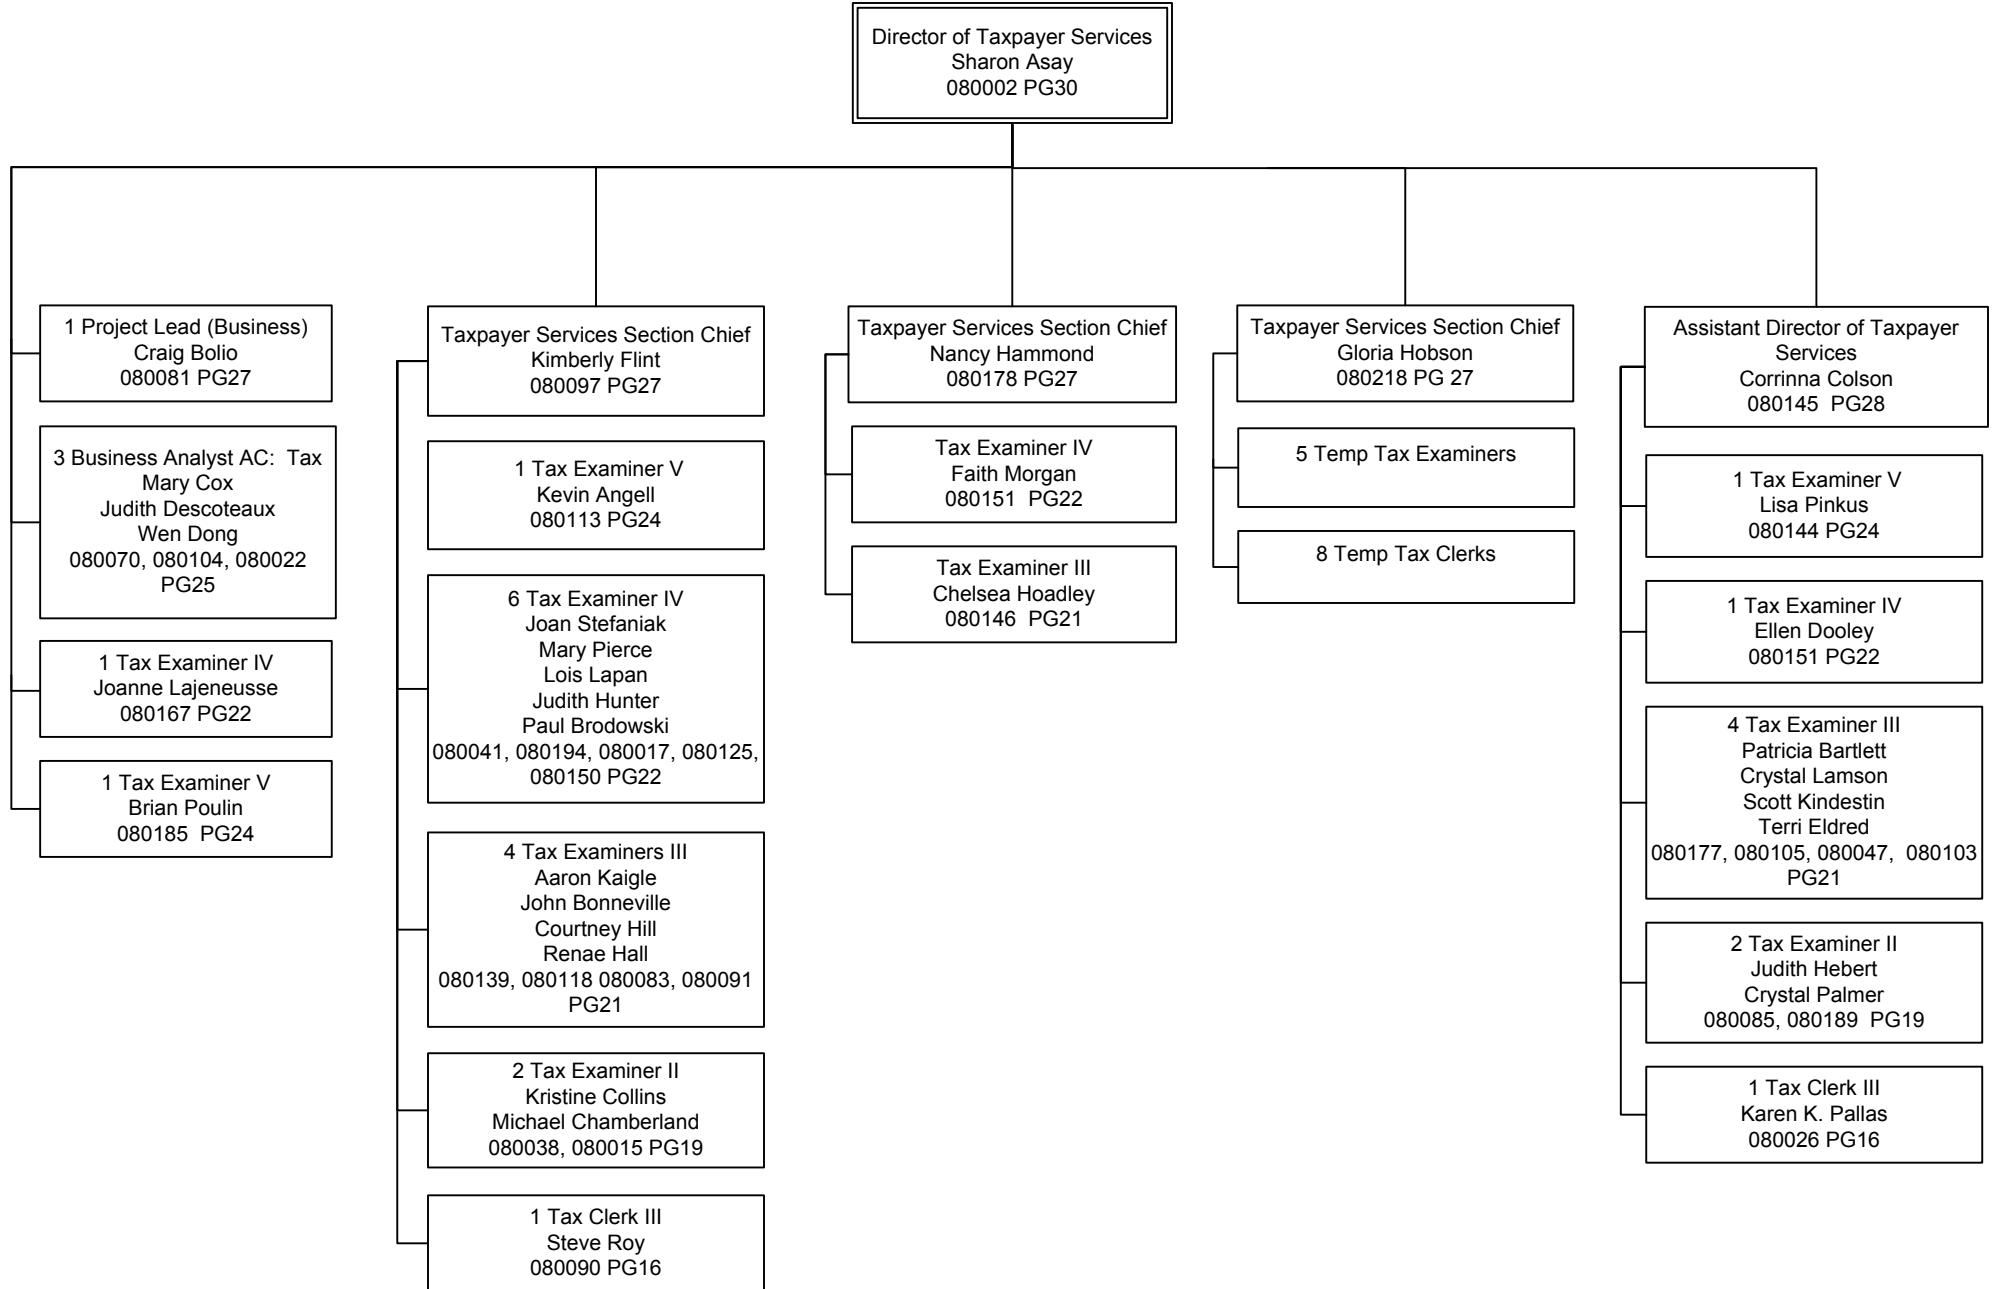 Director of Taxpayer Services
Sharon Asay
080002 PG30
1 Project Lead (Business)
Craig Bolio
080081 PG27
3 Business Analyst AC:  Tax
Mary Cox
Judith Descoteaux
Wen Dong
080070, 080104, 080022
PG25
1 Tax Examiner IV
Joanne Lajeneusse
080167 PG22
1 Tax Examiner V
Brian Poulin
080185  PG24
Taxpayer Services Section Chief
Kimberly Flint
080097 PG27
1 Tax Examiner V
Kevin Angell
080113 PG24
6 Tax Examiner IV
Joan Stefaniak
Mary Pierce
Lois Lapan
Judith Hunter
Paul Brodowski
080041, 080194, 080017, 080125,
080150 PG22
4 Tax Examiners III
Aaron Kaigle
John Bonneville
Courtney Hill
Renae Hall
080139, 080118 080083, 080091
PG21
2 Tax Examiner II
Kristine Collins
Michael Chamberland
080038, 080015 PG19
1 Tax Clerk III
Steve Roy
080090 PG16
Taxpayer Services Section Chief
Nancy Hammond
080178 PG27
Tax Examiner IV
Faith Morgan
080151  PG22
Tax Examiner III
Chelsea Hoadley
080146  PG21
Taxpayer Services Section Chief
Gloria Hobson
080218 PG 27
5 Temp Tax Examiners
8 Temp Tax Clerks
Assistant Director of Taxpayer
Services
Corrinna Colson
080145  PG28
1 Tax Examiner V
Lisa Pinkus
080144 PG24
1 Tax Examiner IV
Ellen Dooley
080151 PG22
4 Tax Examiner III
Patricia Bartlett
Crystal Lamson
Scott Kindestin
Terri Eldred
080177, 080105, 080047,  080103
PG21
2 Tax Examiner II
Judith Hebert
Crystal Palmer
080085, 080189  PG19
1 Tax Clerk III
Karen K. Pallas
080026 PG16